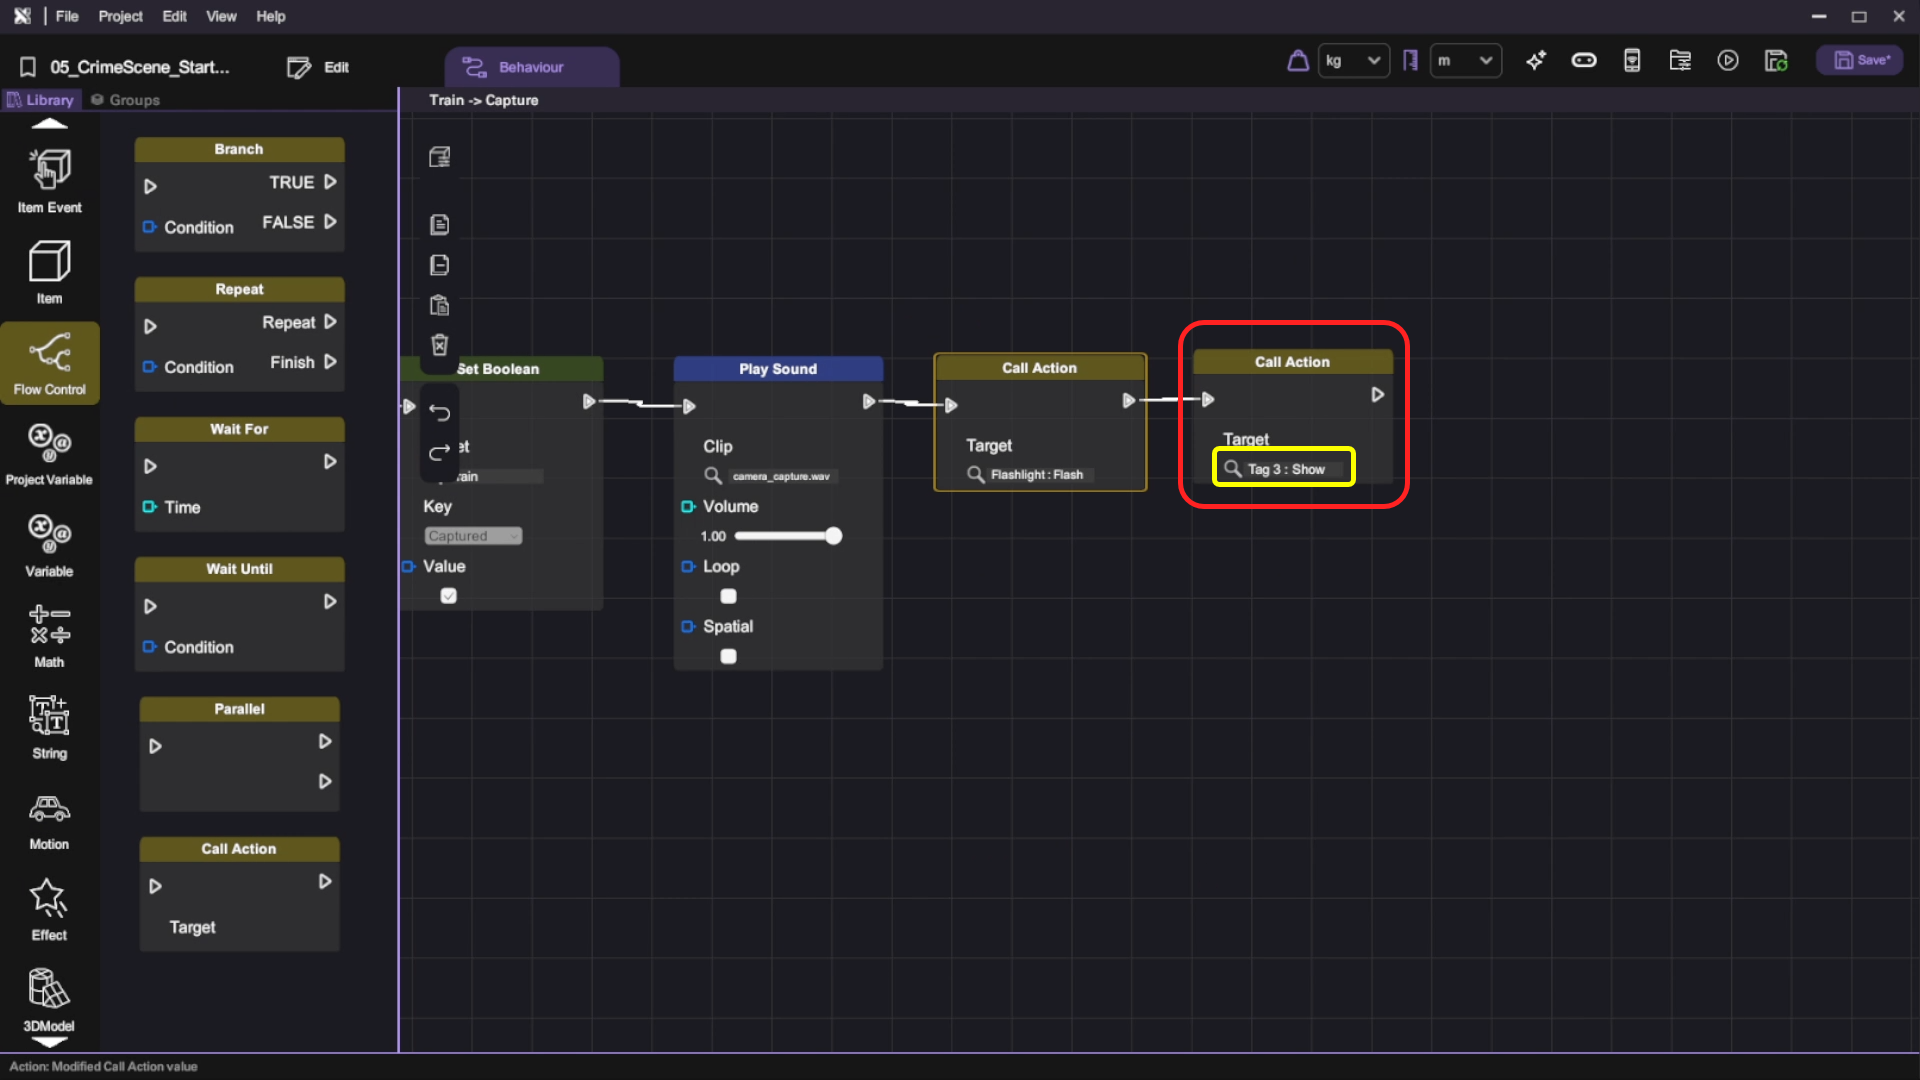 File Project Edit View Help
05_CrimeScene_Start... Edit Behaviour kg m Save*
Library Groups Train -> Capture
Item Event
Item
Flow Control
Project Variable
Variable
Math
String
Motion
Effect
3DModel
Branch
TRUE
Condition FALSE
Repeat
Repeat
Condition Finish
Wait For
Time
Wait Until
Condition
Parallel
Call Action
Target
Set Boolean
et
rain
Key
Captured
Value
Play Sound
Clip
camera_capture.wav
Volume
1.00
Loop
Spatial
Call Action
Target
Flashlight : Flash
Call Action
Target
Tag 3 : Show
Action: Modified Call Action value